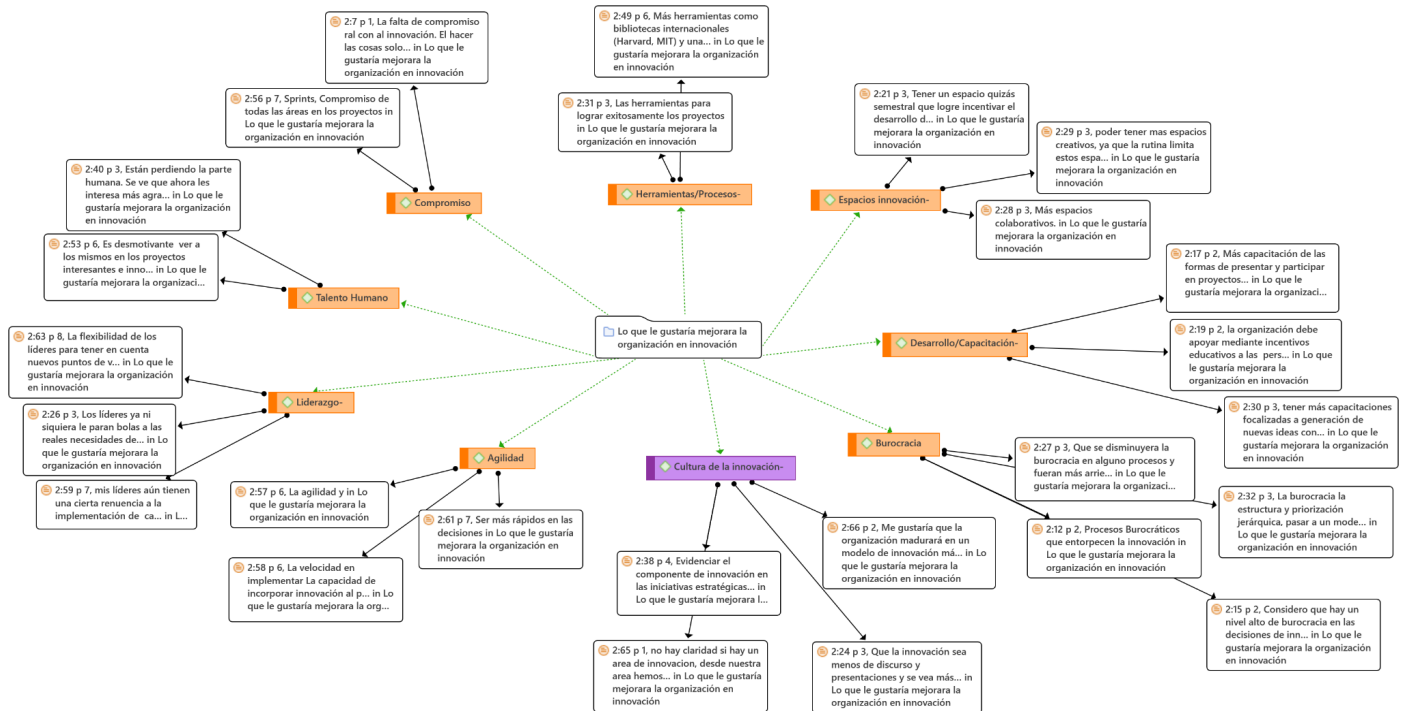 2:7 p 1, La falta de compromiso
ral con al innovación. El hacer
las cosas solo... in Lo que le
gustaría mejorara la
organización en innovación
2:49 p 6, Más herramientas como
bibliotecas internacionales
(Harvard, MIT) y una... in Lo que le
gustaría mejorara la organización
en innovación
2:56 p 7, Sprints, Compromiso de
todas las áreas en los proyectos in
Lo que le gustaría mejorara la
organización en innovación
2:31 p 3, Las herramientas para
lograr exitosamente los proyectos
in Lo que le gustaría mejorara la
organización en innovación
2:21 p 3, Tener un espacio quizás
semestral que logre incentivar el
desarrollo d... in Lo que le gustaría
mejorara la organización en
innovación
2:29 p 3, poder tener mas espacios
creativos, ya que la rutina limita
estos espa... in Lo que le gustaría
mejorara la organización en
innovación
2:40 p 3, Están perdiendo la parte
humana. Se ve que ahora les
interesa más agra... in Lo que le
gustaría mejorara la organización
en innovación
Compromiso
Herramientas/Procesos-
Espacios innovación-
2:28 p 3, Más espacios
colaborativos. in Lo que le gustaría
mejorara la organización en
innovación
2:53 p 6, Es desmotivante  ver a
los mismos en los proyectos
interesantes e inno... in Lo que le
gustaría mejorara la organizaci...
Talento Humano
2:17 p 2, Más capacitación de las
formas de presentar y participar
en proyectos... in Lo que le
gustaría mejorara la organizaci...
Lo que le gustaría mejorara la
organización en innovación
Desarrollo/Capacitación-
2:63 p 8, La flexibilidad de los
líderes para tener en cuenta
nuevos puntos de v... in Lo que le
gustaría mejorara la organización
en innovación
2:19 p 2, la organización debe
apoyar mediante incentivos
educativos a las  pers... in Lo que
le gustaría mejorara la
organización en innovación
Liderazgo-
2:26 p 3, Los líderes ya ni
siquiera le paran bolas a las
reales necesidades de... in Lo
que le gustaría mejorara la
organización en innovación
2:30 p 3, tener más capacitaciones
focalizadas a generación de
nuevas ideas con... in Lo que le
gustaría mejorara la organización
en innovación
Agilidad
Cultura de la innovación-
Burocracia
2:27 p 3, Que se disminuyera la
burocracia en alguno procesos y
fueran más arrie... in Lo que le
gustaría mejorara la organizaci...
2:59 p 7, mis líderes aún tienen
una cierta renuencia a la
implementación de  ca... in L...
2:57 p 6, La agilidad y in Lo
que le gustaría mejorara la
organización en innovación
2:61 p 7, Ser más rápidos en las
decisiones in Lo que le gustaría
mejorara la organización en
innovación
2:66 p 2, Me gustaría que la
organización madurará en un
modelo de innovación má... in Lo
que le gustaría mejorara la
organización en innovación
2:12 p 2, Procesos Burocráticos
que entorpecen la innovación in
Lo que le gustaría mejorara la
organización en innovación
2:32 p 3, La burocracia la
estructura y priorización
jerárquica, pasar a un mode... in
Lo que le gustaría mejorara la
organización en innovación
2:58 p 6, La velocidad en
implementar La capacidad de
incorporar innovación al p... in Lo
que le gustaría mejorara la org...
2:38 p 4, Evidenciar el
componente de innovación en
las iniciativas estratégicas... in
Lo que le gustaría mejorara l...
2:15 p 2, Considero que hay un
nivel alto de burocracia en las
decisiones de inn... in Lo que le
gustaría mejorara la organización
en innovación
2:65 p 1, no hay claridad si hay un
area de innovacion, desde nuestra
area hemos... in Lo que le gustaría
mejorara la organización en
innovación
2:24 p 3, Que la innovación sea
menos de discurso y
presentaciones y se vea más... in
Lo que le gustaría mejorara la
organización en innovación